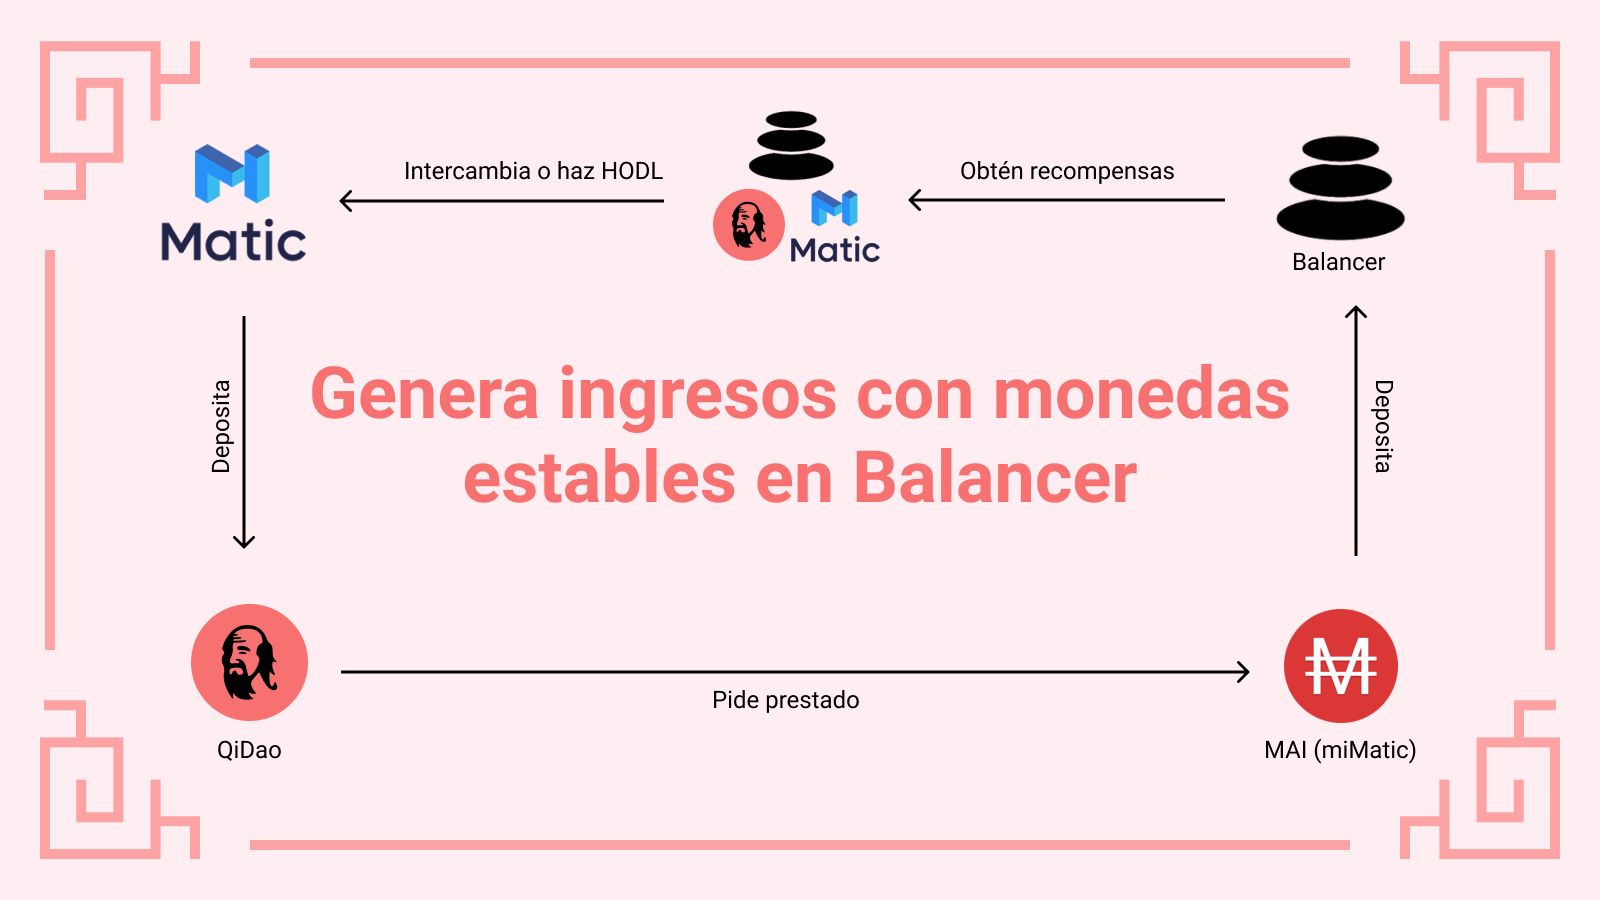 Intercambia o haz HODL
Obtén recompensas
Matic
Matic
Balancer
Deposita
Genera ingresos con monedas
estables en Balancer
Deposita
Pide prestado
QiDao
MAI (miMatic)